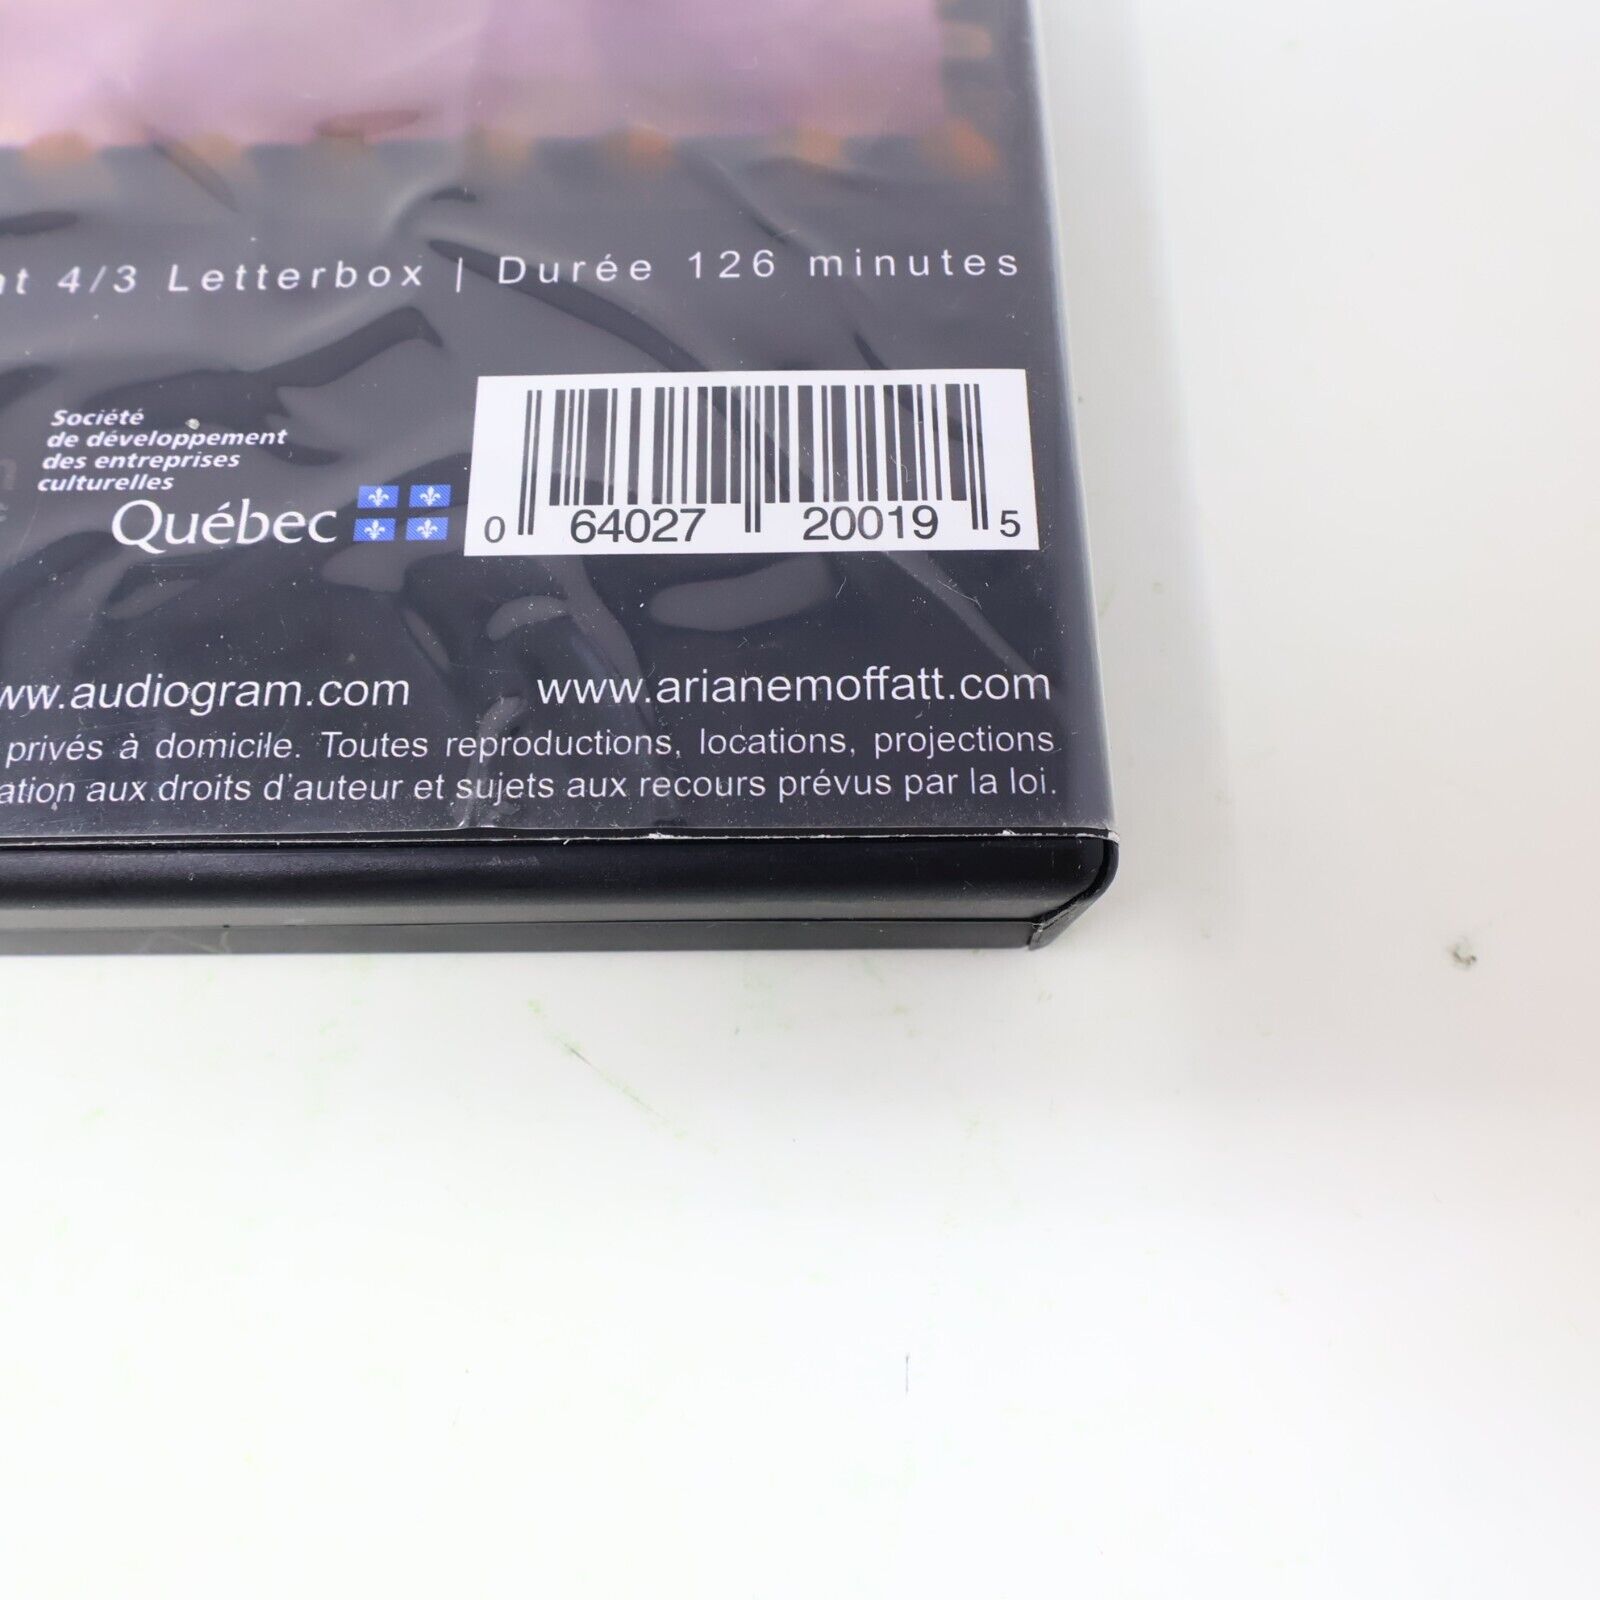 4/3 Letterbox | Durée 126 minutes
Société
de développement
des entreprises
culturelles
Québec
0 64027 20019 5
www.audiogram.com
www.arianemoffatt.com
privés à domicile. Toutes reproductions, locations, projections
aux droits d'auteur et sujets aux recours prévus par la loi.